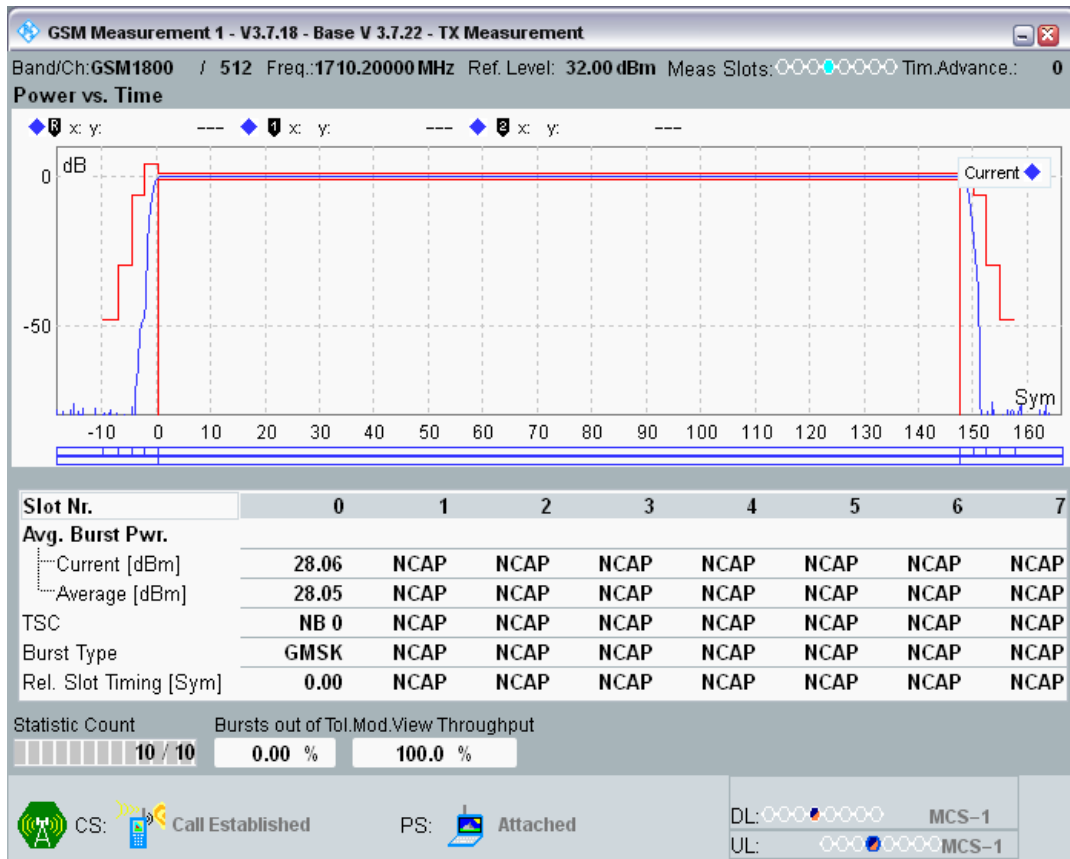 GSM Measurement 1 - V3.7.18 - Base V 3.7.22 - TX Measurement
Band/Ch:GSM1800 / 512 Freq.:1710.20000 MHz Ref. Level: 32.00 dBm Meas Slots: Tim.Advance.: 0
Power vs. Time
R x: y: --- 1 x: y: --- 2 x: y: ---
dB
Current
0
-50
Sym
-10 0 10 20 30 40 50 60 70 80 90 100 110 120 130 140 150 160
Slot Nr. 0 1 2 3 4 5 6 7
Avg. Burst Pwr.
Current [dBm] 28.06 NCAP NCAP NCAP NCAP NCAP NCAP NCAP
Average [dBm] 28.05 NCAP NCAP NCAP NCAP NCAP NCAP NCAP
TSC NB 0 NCAP NCAP NCAP NCAP NCAP NCAP NCAP
Burst Type GMSK NCAP NCAP NCAP NCAP NCAP NCAP NCAP
Rel. Slot Timing [Sym] 0.00 NCAP NCAP NCAP NCAP NCAP NCAP NCAP
Statistic Count Bursts out of Tol.Mod.View Throughput
10 / 10 0.00 % 100.0 %
CS: Call Established PS: Attached
DL: MCS-1
UL: MCS-1